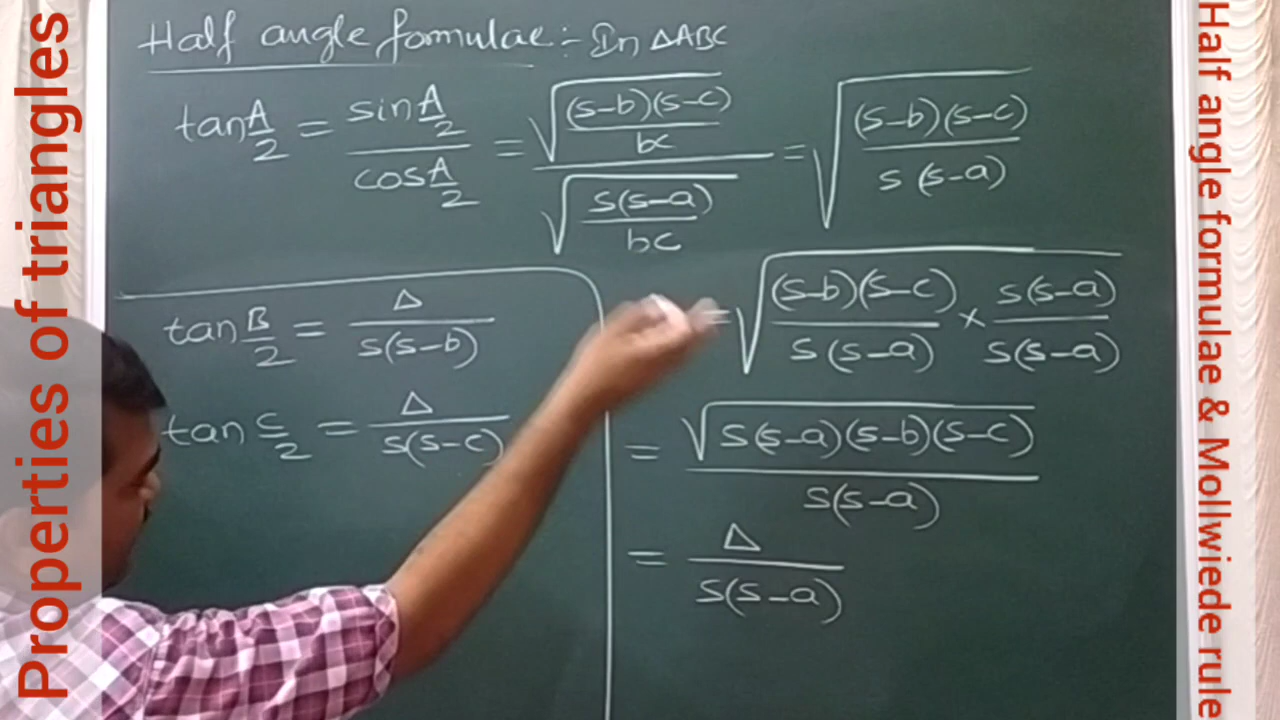 Properties of triangles
Half angle formulae :- In △ABC
tan A/2 = sin A/2 / cos A/2 = √((s-b)(s-c)/bc) / √(s(s-a)/bc) = √((s-b)(s-c)/s(s-a))
= √((s-b)(s-c)/s(s-a) × s(s-a)/s(s-a))
= √(s(s-a)(s-b)(s-c)) / s(s-a)
= △/s(s-a)
tan B/2 = △/s(s-b)
tan C/2 = △/s(s-c)
Half angle formulae & Mollwiede rule